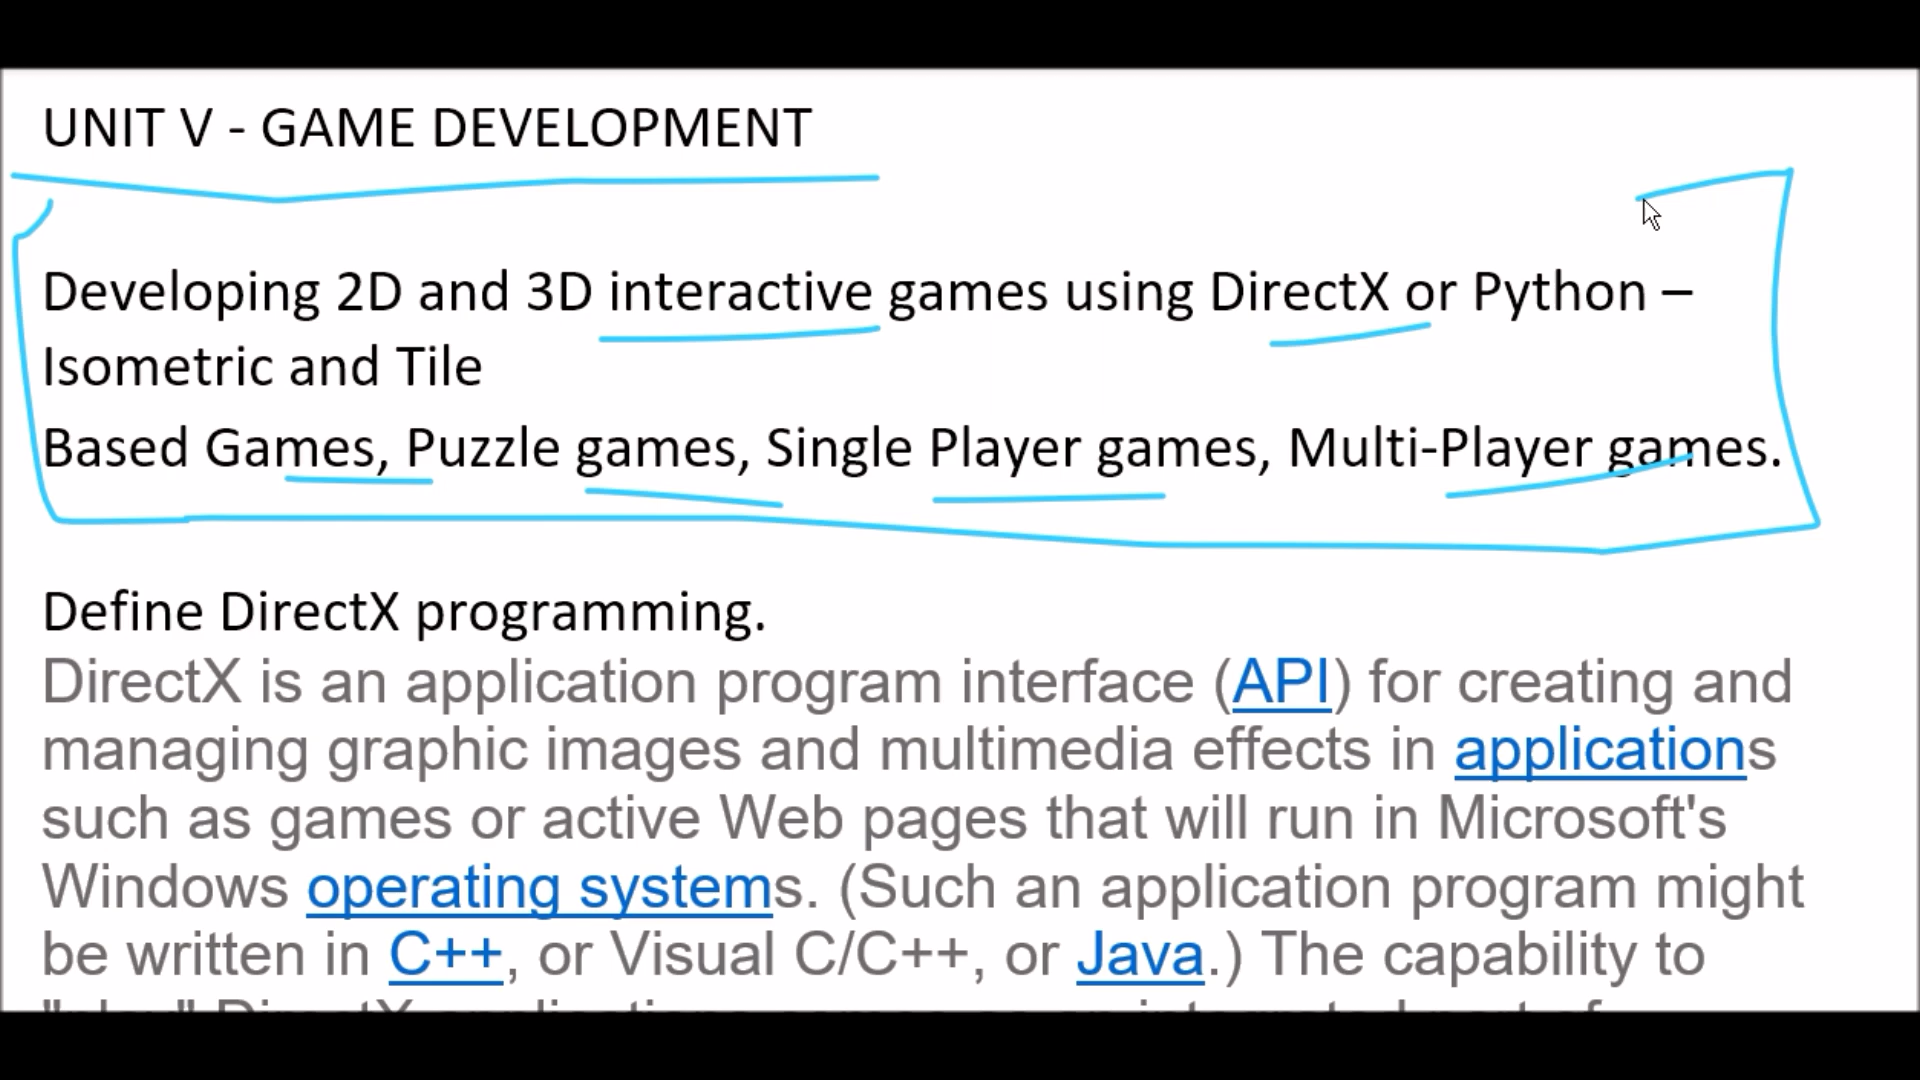 UNIT V - GAME DEVELOPMENT
Developing 2D and 3D interactive games using DirectX or Python –
Isometric and Tile
Based Games, Puzzle games, Single Player games, Multi-Player games.
Define DirectX programming.
DirectX is an application program interface (API) for creating and
managing graphic images and multimedia effects in applications
such as games or active Web pages that will run in Microsoft's
Windows operating systems. (Such an application program might
be written in C++, or Visual C/C++, or Java.) The capability to